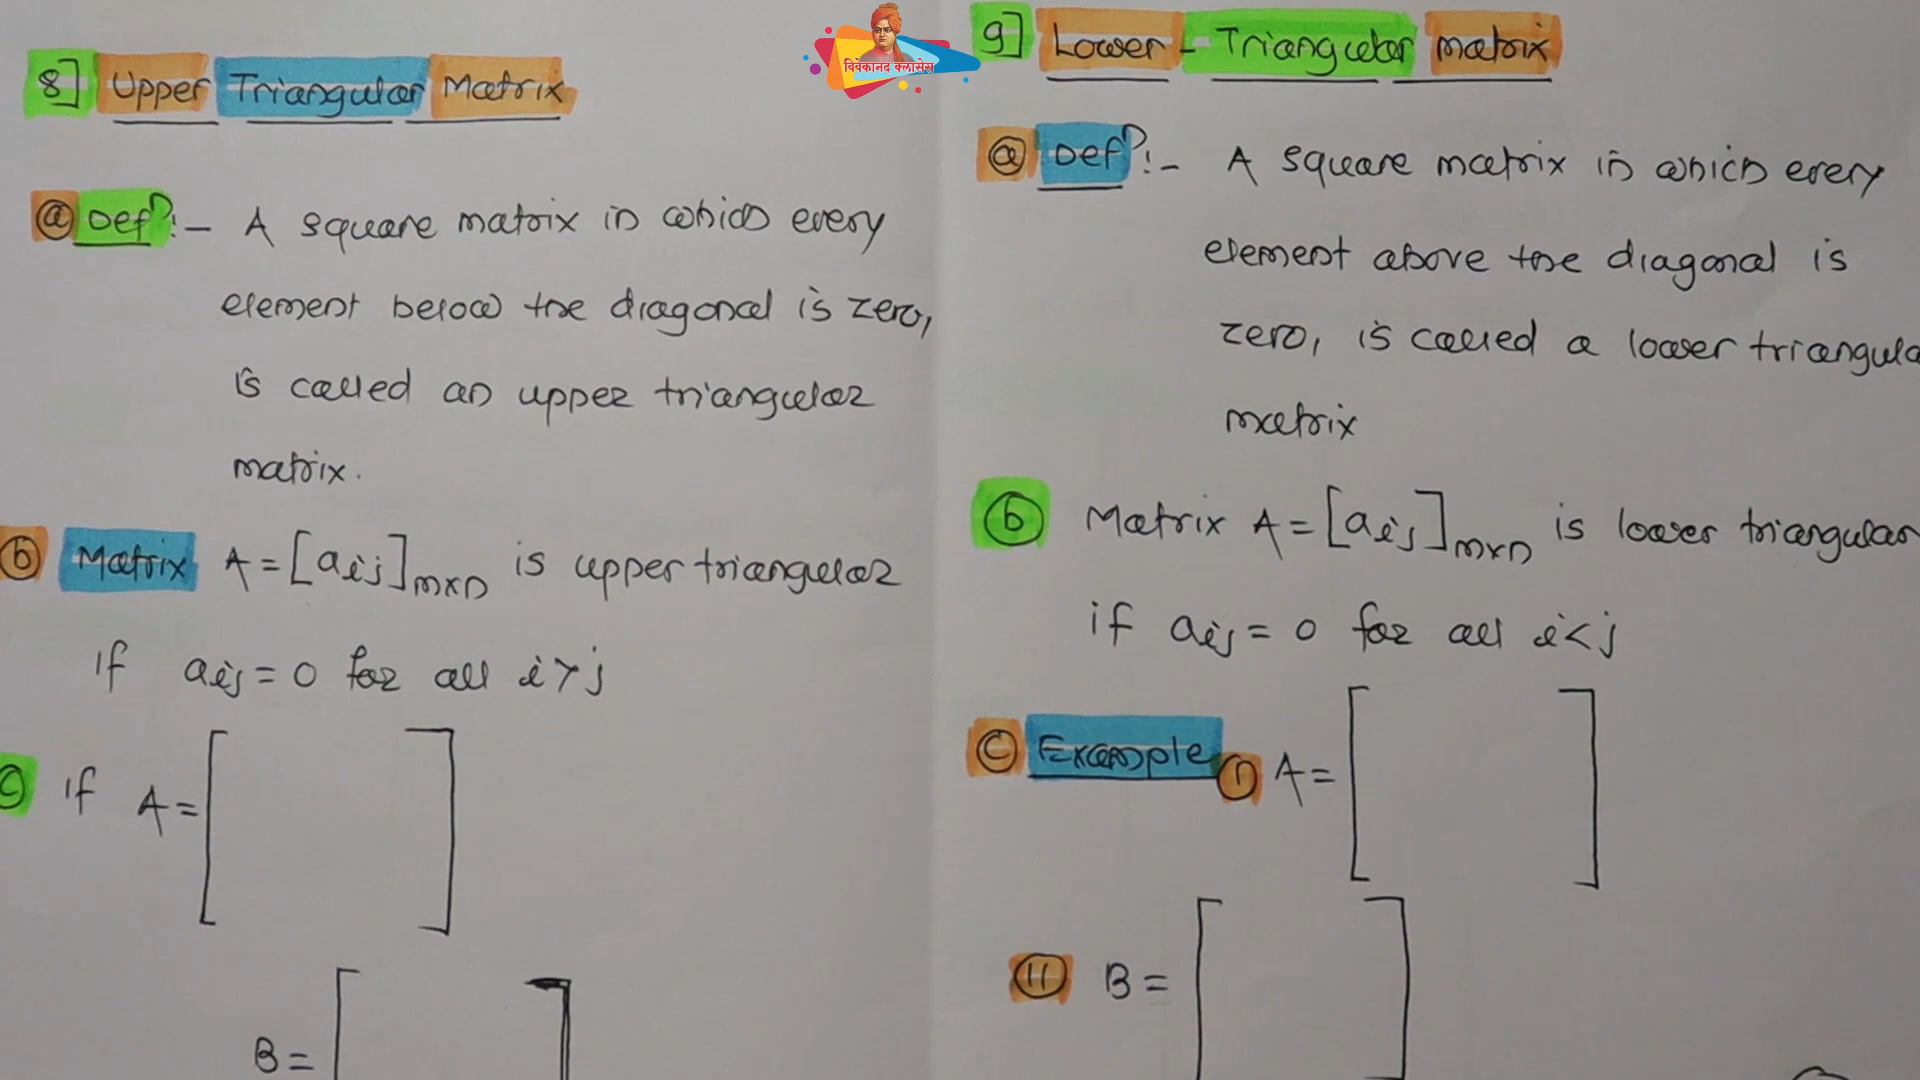 विवेकानंद क्लासेस
8] Upper Triangular Matrix
ⓐ Defⁿ:- A square matrix in which every
element below the diagonal is zero,
is called an upper triangular
matrix.
ⓑ Matrix A = [aij]m×n is upper triangular
if aij = 0 for all i > j
ⓒ if A = [ ]
B = [ ]
9] Lower - Triangular matrix
ⓐ Defⁿ:- A square matrix in which every
element above the diagonal is
zero, is called a lower triangula
matrix
ⓑ Matrix A = [aij]m×n is lower triangular
if aij = 0 for all i < j
ⓒ Example ① A = [ ]
⑪ B = [ ]